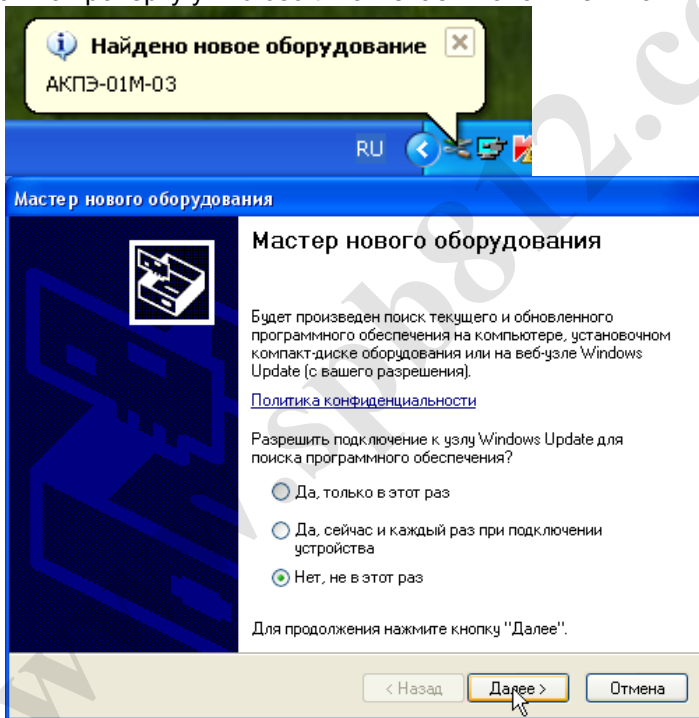 Найдено новое оборудование
АКПЭ-01М-03
RU
Мастер нового оборудования
Мастер нового оборудования
Будет произведен поиск текущего и обновленного
программного обеспечения на компьютере, установочном
компакт-диске оборудования или на веб-узле Windows
Update (с вашего разрешения).
Политика конфиденциальности
Разрешить подключение к узлу Windows Update для
поиска программного обеспечения?
Да, только в этот раз
Да, сейчас и каждый раз при подключении
устройства
Нет, не в этот раз
Для продолжения нажмите кнопку "Далее".
< Назад
Далее >
Отмена